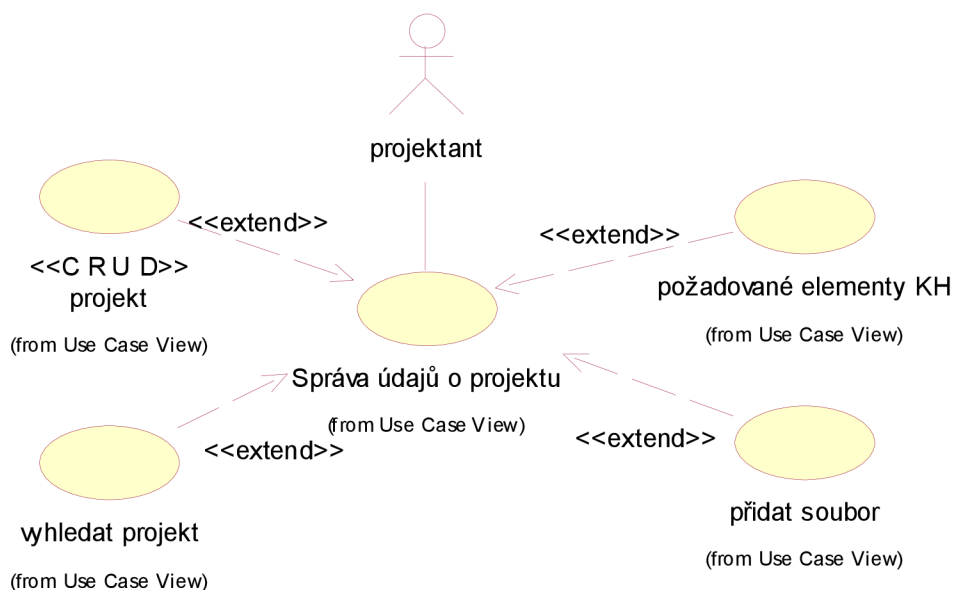 projektant
<<extend>>
<<extend>>
<<C R U D>>
projekt
(from Use Case View)
požadované elementy KH
(from Use Case View)
Správa údajů o projektu
(from Use Case View)
<<extend>>
<<extend>>
vyhledat projekt
(from Use Case View)
přidat soubor
(from Use Case View)